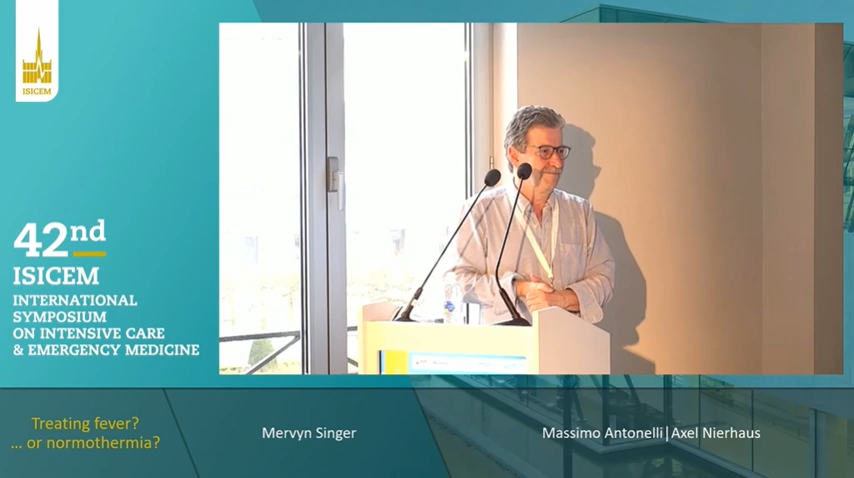 ISICEM
42nd
ISICEM
INTERNATIONAL
SYMPOSIUM
ON INTENSIVE CARE
& EMERGENCY MEDICINE
Treating fever?
... or normothermia?
Mervyn Singer
Massimo Antonelli|Axel Nierhaus